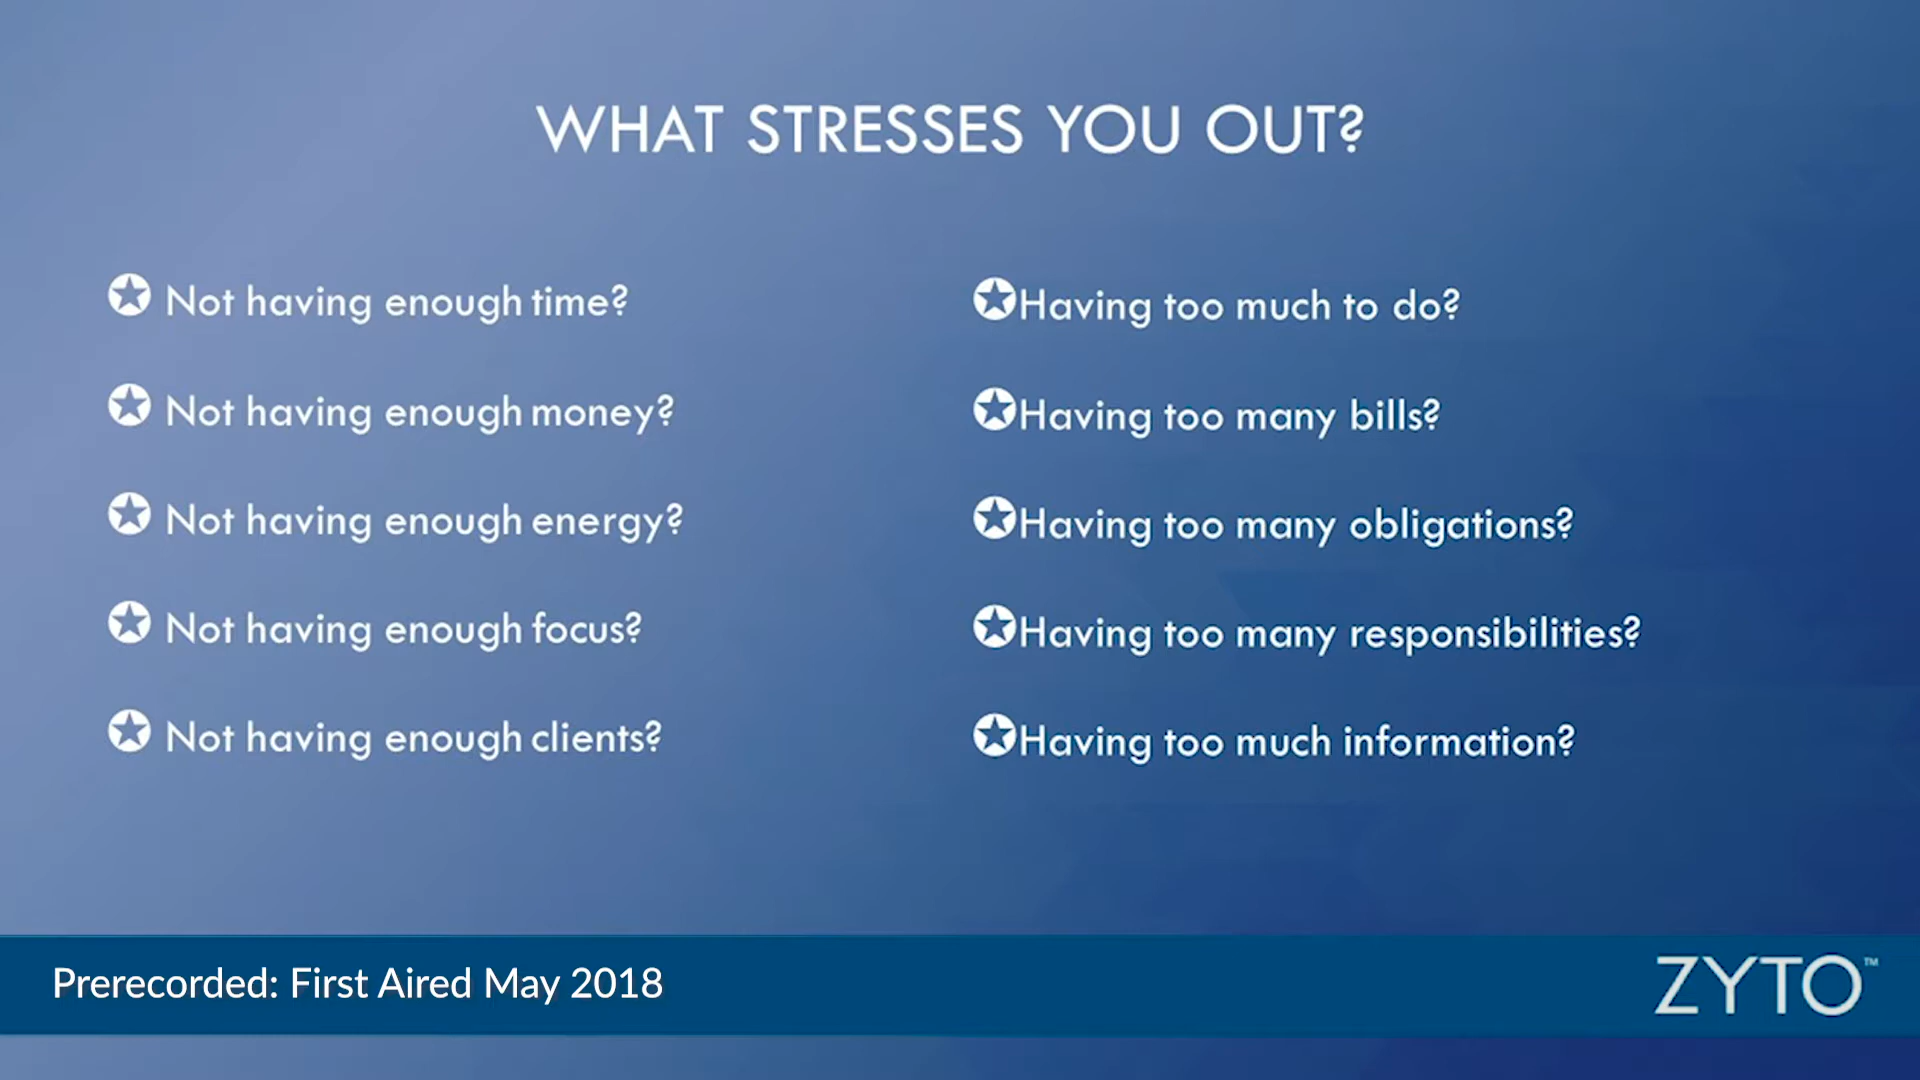 WHAT STRESSES YOU OUT?
Not having enough time?
Not having enough money?
Not having enough energy?
Not having enough focus?
Not having enough clients?
Having too much to do?
Having too many bills?
Having too many obligations?
Having too many responsibilities?
Having too much information?
Prerecorded: First Aired May 2018
ZYTO™